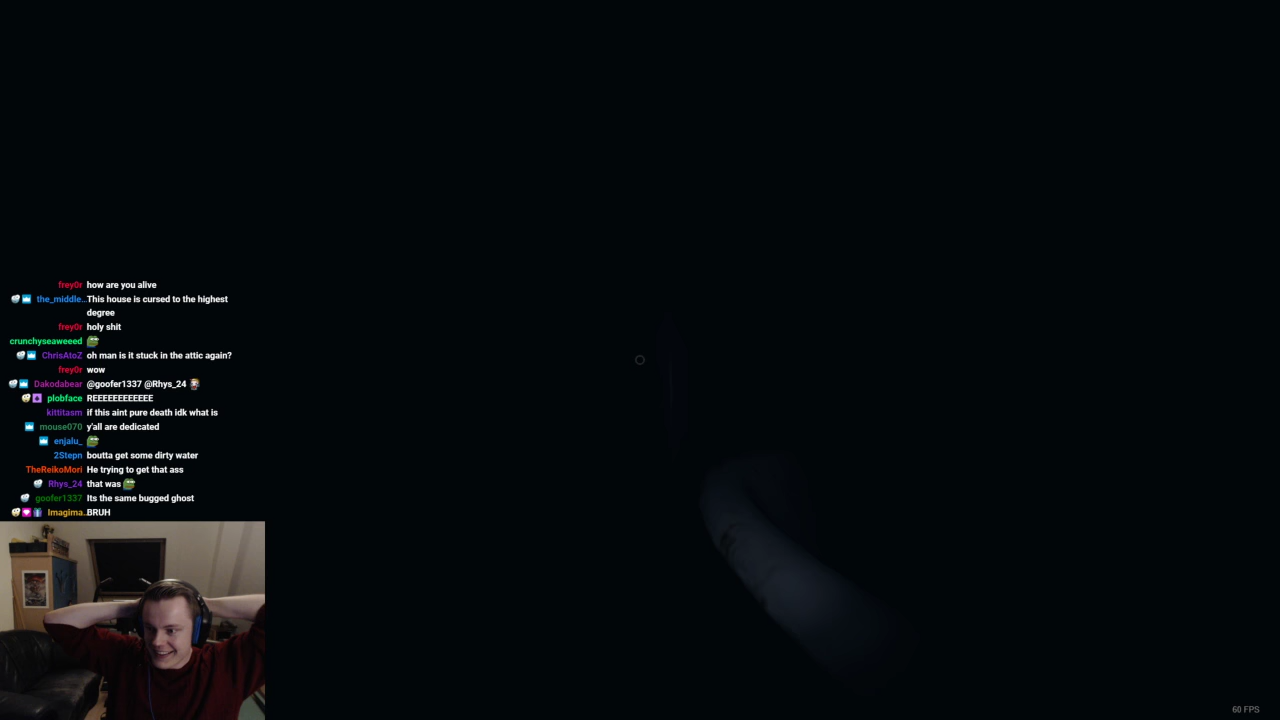 frey0r how are you alive
the_middle.. This house is cursed to the highest
degree
frey0r holy shit
crunchyseaweeed
ChrisAtoZ oh man is it stuck in the attic again?
frey0r wow
Dakodabear @goofer1337 @Rhys_24
plobface REEEEEEEEEEEE
kittitasm if this aint pure death idk what is
mouse070 y'all are dedicated
enjalu_
2Stepn boutta get some dirty water
TheReikoMori He trying to get that ass
Rhys_24 that was
goofer1337 Its the same bugged ghost
Imagima.. BRUH
60 FPS